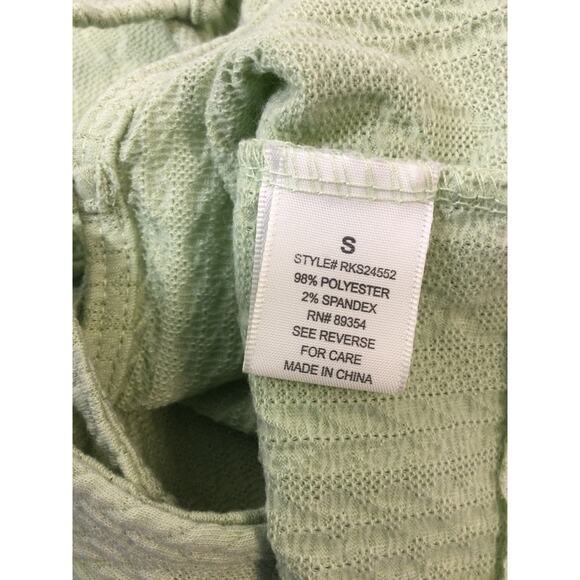 S
STYLE# RKS24552
98% POLYESTER
2% SPANDEX
RN# 89354
SEE REVERSE
FOR CARE
MADE IN CHINA